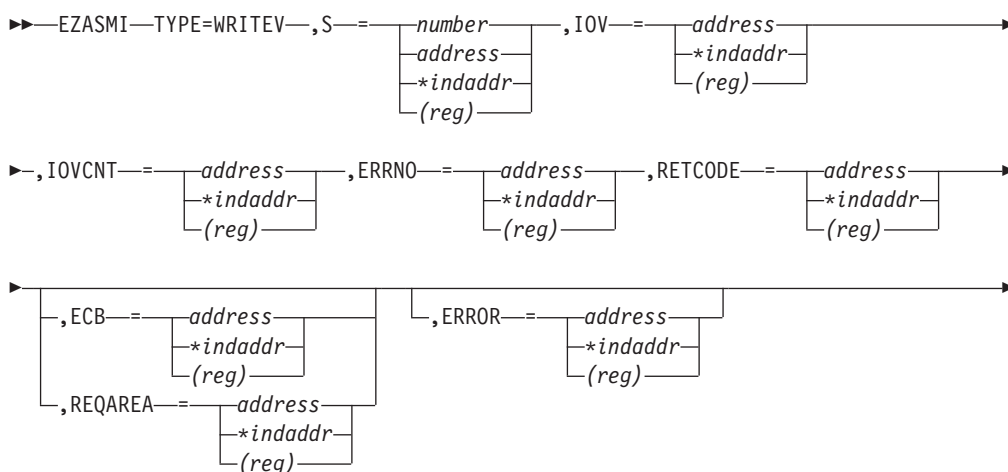 EZASMI TYPE=WRITEV ,S = number ,IOV = address
address *indaddr
*indaddr (reg)
(reg)
,IOVCNT = address ,ERRNO = address ,RETCODE = address
*indaddr *indaddr *indaddr
(reg) (reg) (reg)
,ECB = address ,ERROR = address
*indaddr *indaddr
(reg) (reg)
,REQAREA = address
*indaddr
(reg)